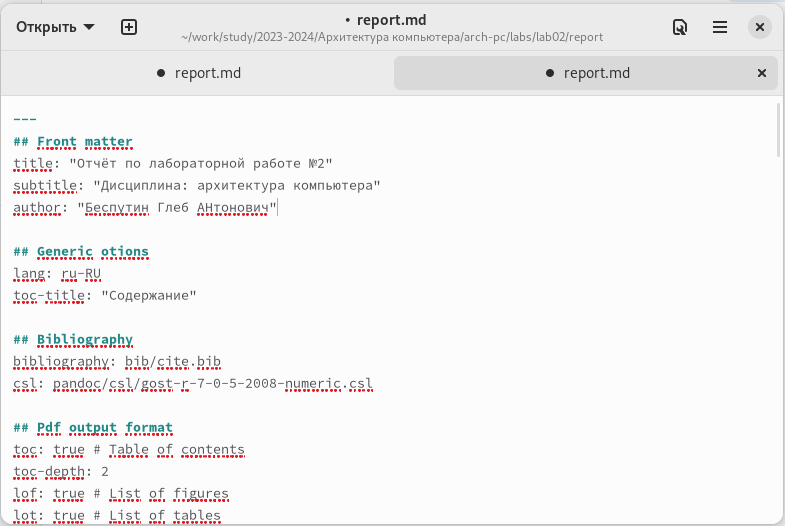 Открыть
• report.md
~/work/study/2023-2024/Архитектура компьютера/arch-pc/labs/lab02/report
● report.md
● report.md
---
## Front matter
title: "Отчёт по лабораторной работе №2"
subtitle: "Дисциплина: архитектура компьютера"
author: "Беспутин Глеб АНтонович"
## Generic otions
lang: ru-RU
toc-title: "Содержание"
## Bibliography
bibliography: bib/cite.bib
csl: pandoc/csl/gost-r-7-0-5-2008-numeric.csl
## Pdf output format
toc: true # Table of contents
toc-depth: 2
lof: true # List of figures
lot: true # List of tables